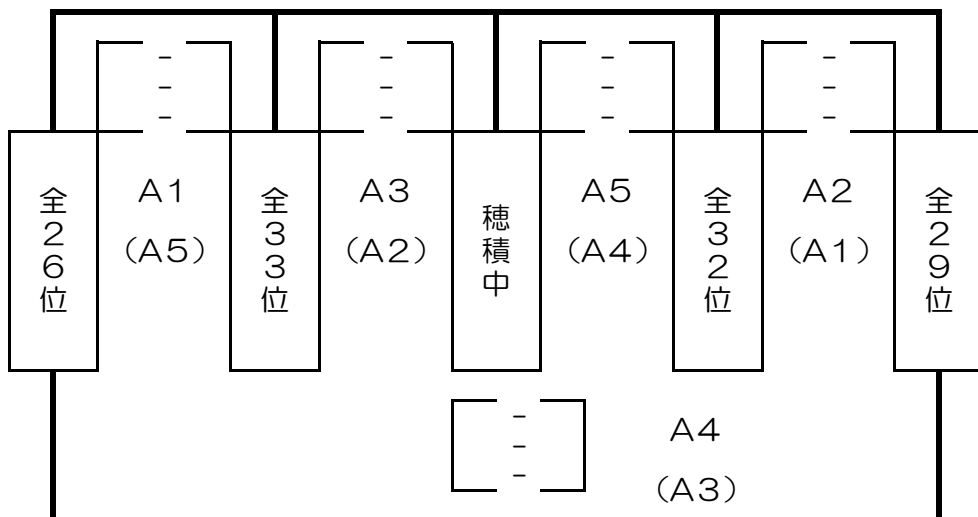 全26位
A1
(A5)
全33位
A3
(A2)
穂積中
A5
(A4)
全32位
A2
(A1)
全29位
A4
(A3)